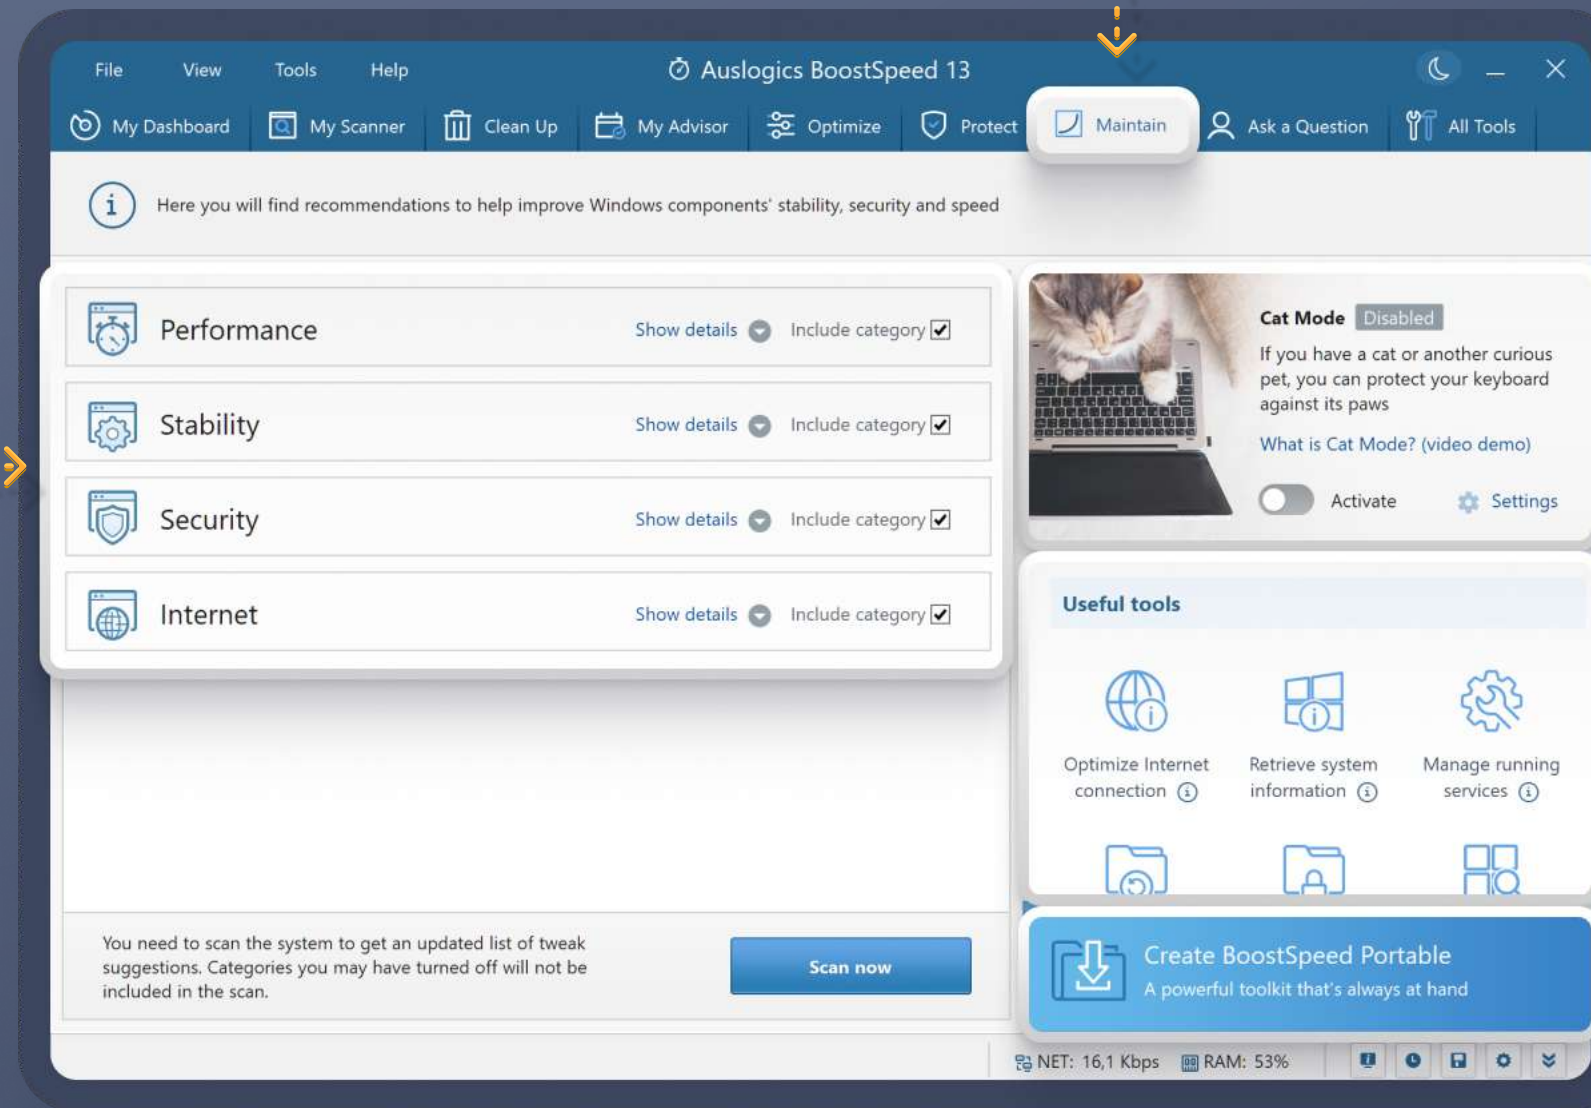 File View Tools Help
Auslogics BoostSpeed 13
My Dashboard My Scanner Clean Up My Advisor Optimize Protect Maintain Ask a Question All Tools
Here you will find recommendations to help improve Windows components' stability, security and speed
Performance Show details Include category
Stability Show details Include category
Security Show details Include category
Internet Show details Include category
You need to scan the system to get an updated list of tweak
suggestions. Categories you may have turned off will not be
included in the scan.
Scan now
Cat Mode Disabled
If you have a cat or another curious
pet, you can protect your keyboard
against its paws
What is Cat Mode? (video demo)
Activate Settings
Useful tools
Optimize Internet
connection
Retrieve system
information
Manage running
services
Create BoostSpeed Portable
A powerful toolkit that's always at hand
NET: 16,1 Kbps RAM: 53%